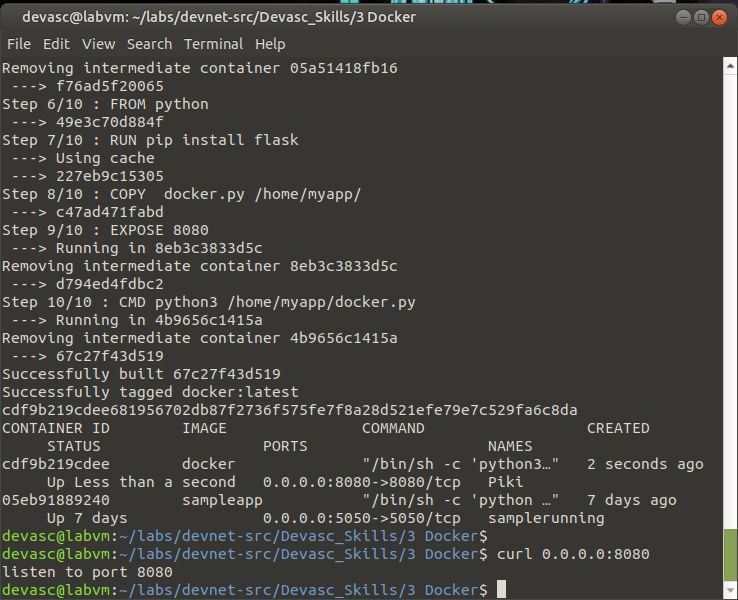 devasc@labvm: ~/labs/devnet-src/Devasc_Skills/3 Docker
File Edit View Search Terminal Help
Removing intermediate container 05a51418fb16
 ---> f76ad5f20065
Step 6/10 : FROM python
 ---> 49e3c70d884f
Step 7/10 : RUN pip install flask
 ---> Using cache
 ---> 227eb9c15305
Step 8/10 : COPY  docker.py /home/myapp/
 ---> c47ad471fabd
Step 9/10 : EXPOSE 8080
 ---> Running in 8eb3c3833d5c
Removing intermediate container 8eb3c3833d5c
 ---> d794ed4fdbc2
Step 10/10 : CMD python3 /home/myapp/docker.py
 ---> Running in 4b9656c1415a
Removing intermediate container 4b9656c1415a
 ---> 67c27f43d519
Successfully built 67c27f43d519
Successfully tagged docker:latest
cdf9b219cdee681956702db87f2736f575fe7f8a28d521efe79e7c529fa6c8da
CONTAINER ID        IMAGE               COMMAND                  CREATED
     STATUS                  PORTS                    NAMES
cdf9b219cdee        docker              "/bin/sh -c 'python3…"   2 seconds ago
     Up Less than a second   0.0.0.0:8080->8080/tcp   Piki
05eb91889240        sampleapp           "/bin/sh -c 'python …"   7 days ago
     Up 7 days               0.0.0.0:5050->5050/tcp   samplerunning
devasc@labvm:~/labs/devnet-src/Devasc_Skills/3 Docker$
devasc@labvm:~/labs/devnet-src/Devasc_Skills/3 Docker$ curl 0.0.0.0:8080
listen to port 8080
devasc@labvm:~/labs/devnet-src/Devasc_Skills/3 Docker$